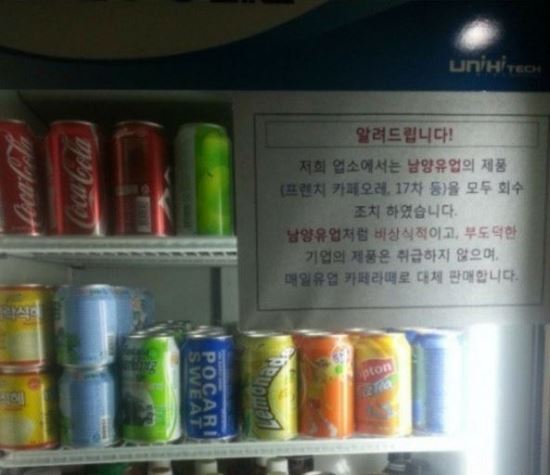 UNIHI TECH
알려드립니다!
저희 업소에서는 남양유업의 제품
(프렌치 카페오레, 17차 등)을 모두 회수
조치 하였습니다.
남양유업처럼 비상식적이고, 부도덕한
기업의 제품은 취급하지 않으며,
매일유업 카페라떼로 대체 판매합니다.
Coca-Cola
Coca-Cola
식혜
POCARI
SWEAT
Lipton